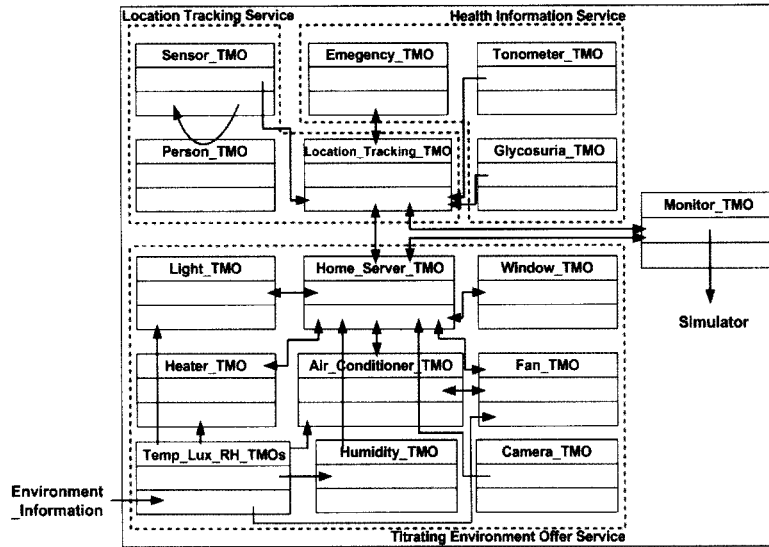 Location Tracking Service
Health Information Service
Sensor_TMO
Emegency_TMO
Tonometer_TMO
Person_TMO
Location_Tracking_TMO
Glycosuria_TMO
Monitor_TMO
Light_TMO
Home_Server_TMO
Window_TMO
Simulator
Heater_TMO
Air_Conditioner_TMO
Fan_TMO
Temp_Lux_RH_TMOs
Humidity_TMO
Camera_TMO
Environment
_Information
Titrating Environment Offer Service